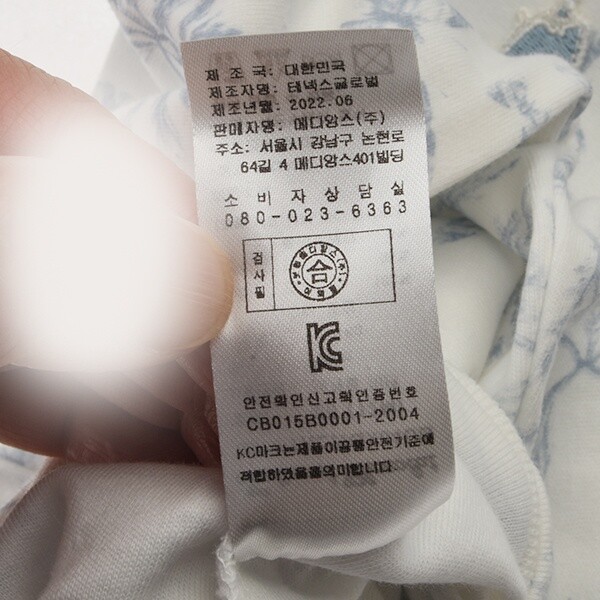 제 조 국: 대한민국
제조자명: 테넥스글로벌
제조년월: 2022.06
판매자명: 메디앙스(주)
주소: 서울시 강남구 논현로
64길 4 메디앙스401빌딩
소 비 자 상 담 실
080-023-6363
검사필
合
안전확인신고확인증번호
CB015B0001-2004
KC마크는제품이공통안전기준에
적합하였음을의미합니다